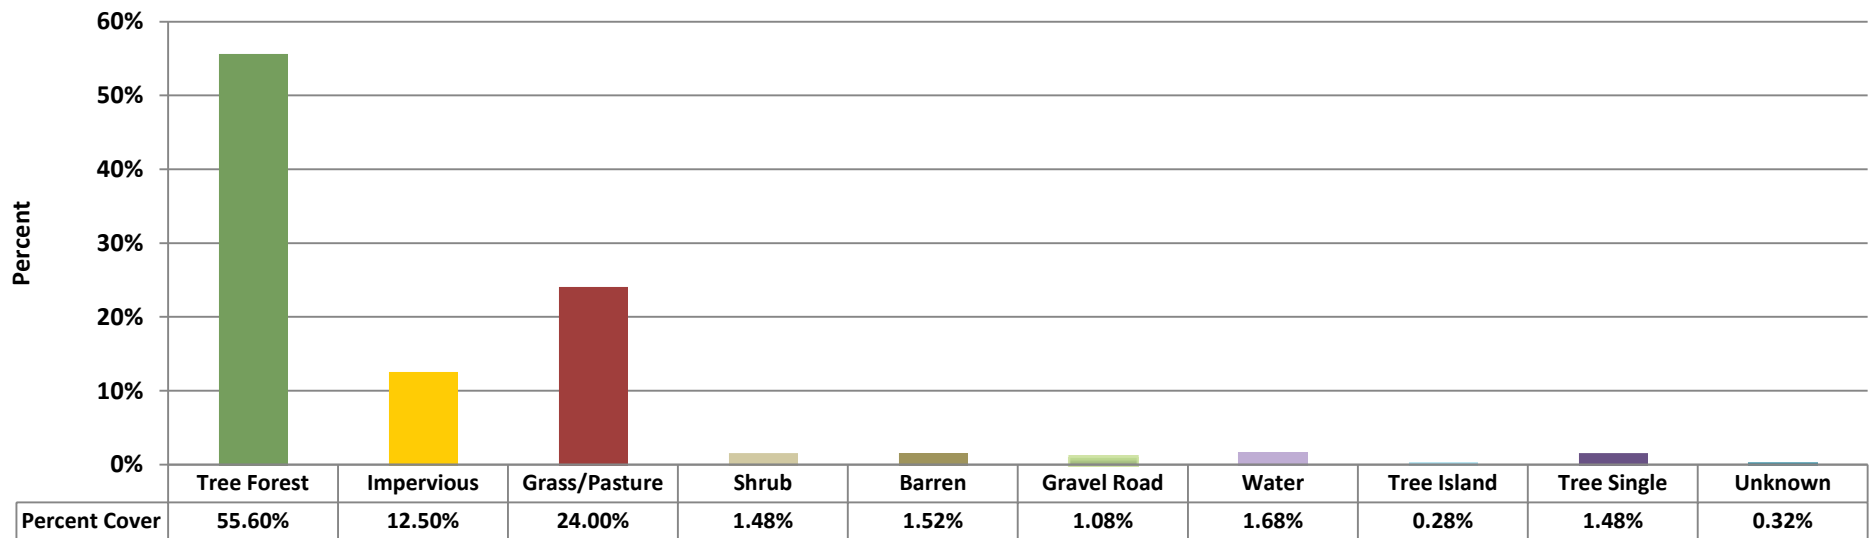 60%
50%
40%
30%
20%
10%
0%
Percent
Tree Forest Impervious Grass/Pasture Shrub Barren Gravel Road Water Tree Island Tree Single Unknown
Percent Cover 55.60% 12.50% 24.00% 1.48% 1.52% 1.08% 1.68% 0.28% 1.48% 0.32%